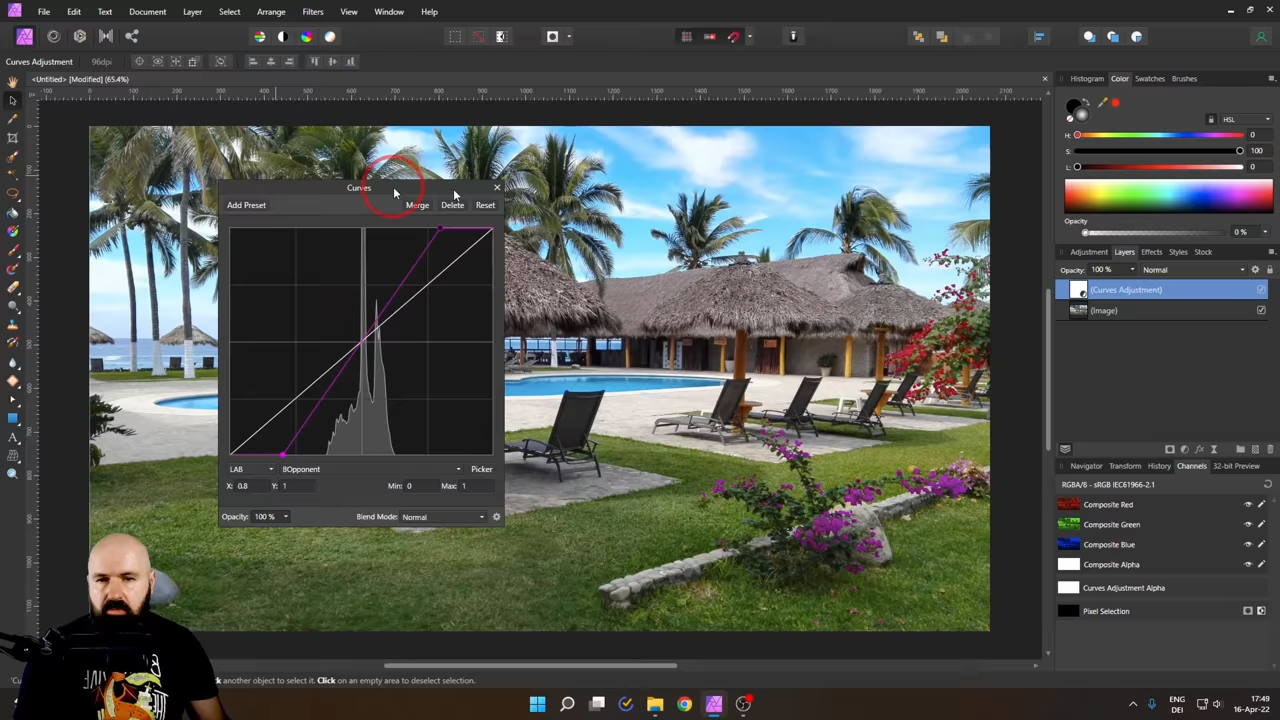 File Edit Text Document Layer Select Arrange Filters View Window Help
Curves Adjustment 96dpi
<Untitled> [Modified] (65.4%)
Histogram Color Swatches Brushes
HSL
H: 0
S: 100
L: 0
Opacity
0 %
Adjustment Layers Effects Styles Stock
Opacity: 100 % Normal
(Curves Adjustment)
(Image)
Navigator Transform History Channels 32-bit Preview
RGBA/8 - sRGB IEC61966-2.1
Composite Red
Composite Green
Composite Blue
Composite Alpha
Curves Adjustment Alpha
Pixel Selection
Curves
Add Preset Merge Delete Reset
LAB BOpponent Picker
X: 0.8 Y: 1 Min: 0 Max: 1
Opacity: 100 % Blend Mode: Normal
another object to select it. Click on an empty area to deselect selection.
ENG
DEI
17:49
16-Apr-22